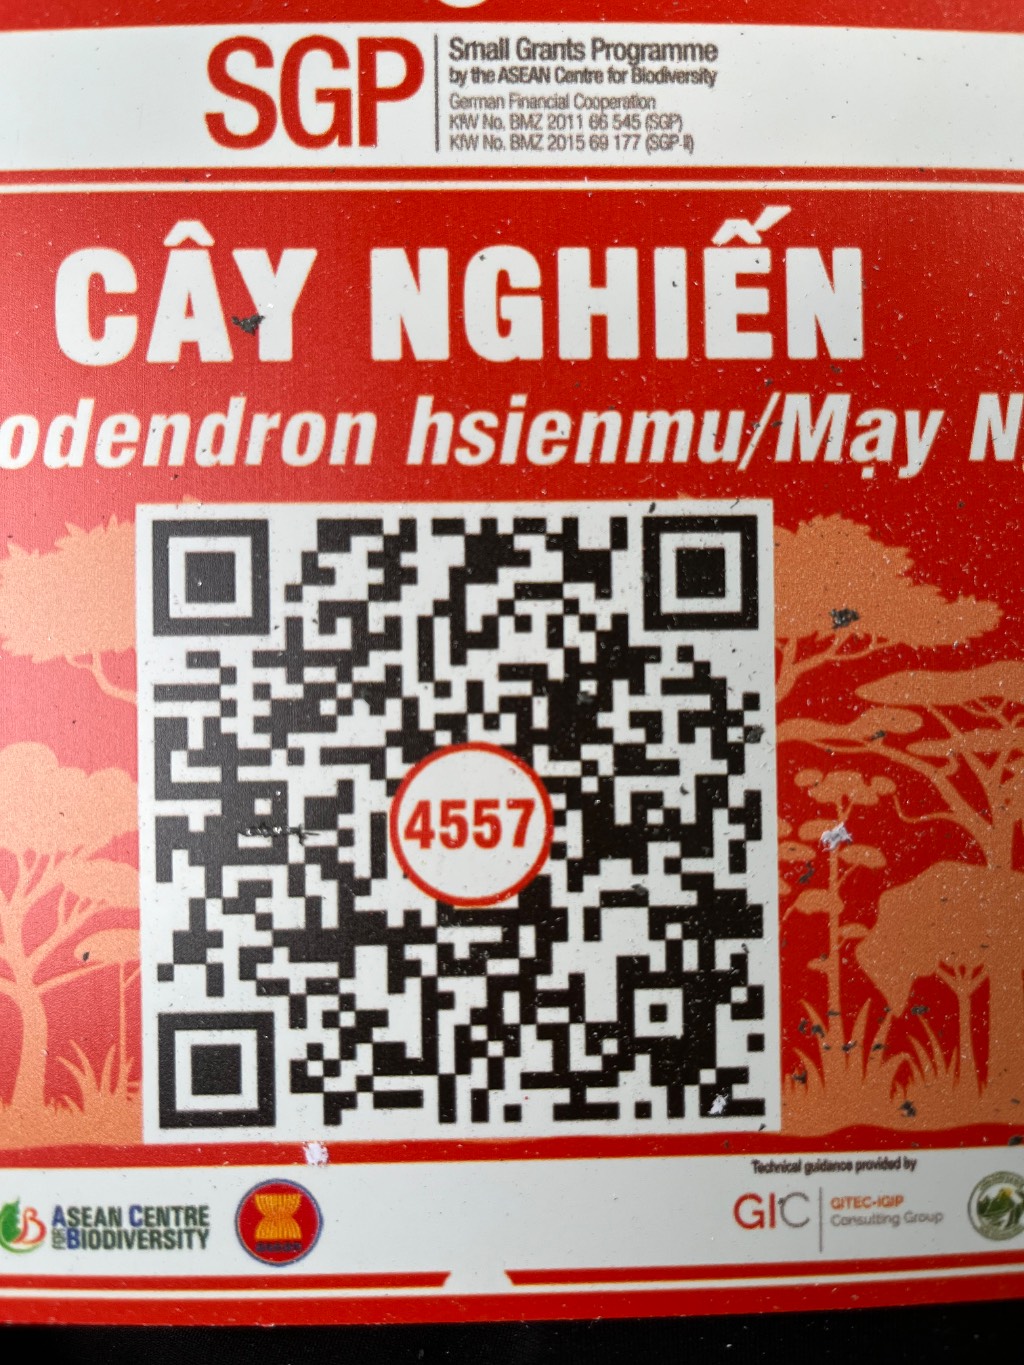 SGP
Small Grants Programme
by the ASEAN Centre for Biodiversity
German Financial Cooperation
KfW No. BMZ 2011 66 545 (SGP)
KfW No. BMZ 2015 69 177 (SGP-II)
CÂY NGHIẾN
odendron hsienmu/Mạy N
4557
Technical guidance provided by
ASEAN CENTRE
FOR BIODIVERSITY
GIC
GITEC-IGIP
Consulting Group